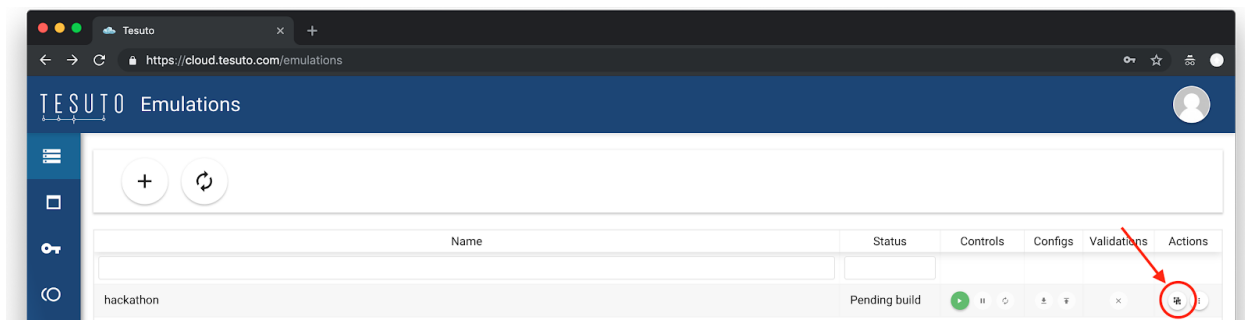 Tesuto
https://cloud.tesuto.com/emulations
TESUTO Emulations
Name Status Controls Configs Validations Actions
hackathon Pending build